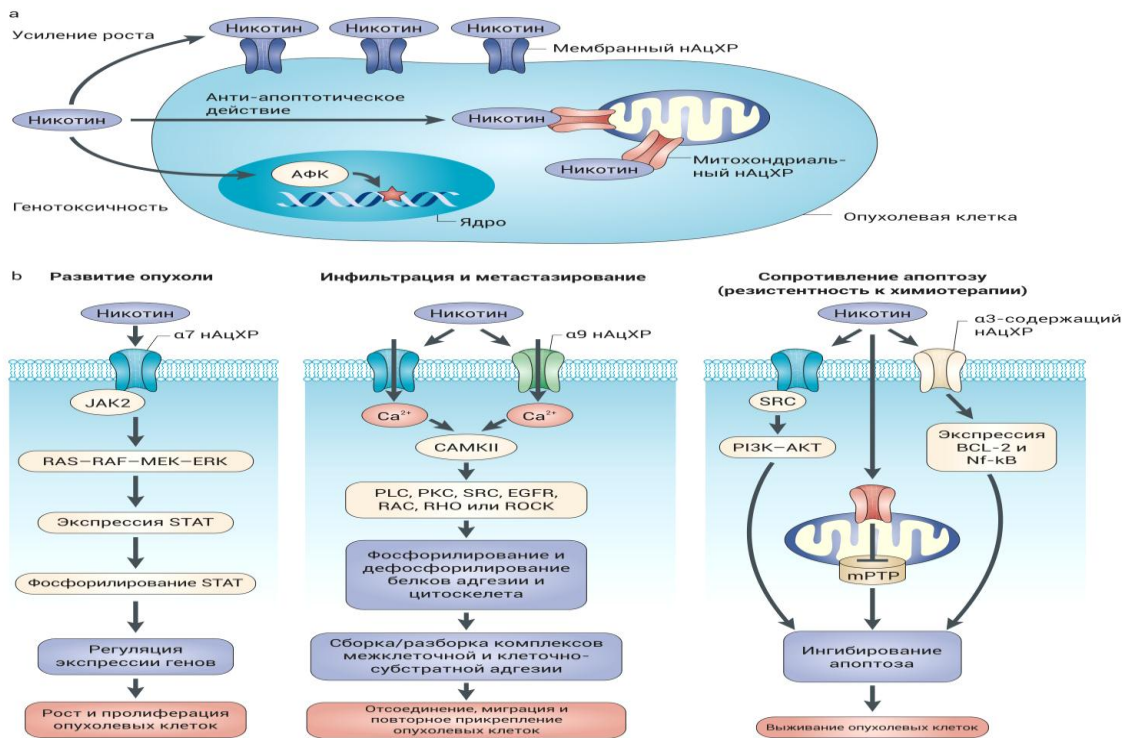 a
Усиление роста
Никотин
Никотин
Никотин
Мембранный нАцХР
Никотин
Анти-апоптотическое
действие
Никотин
Никотин
Митохондриаль-
ный нАцХР
АФК
Генотоксичность
Ядро
Опухолевая клетка
b
Развитие опухоли
Никотин
α7 нАцХР
JAK2
RAS–RAF–MEK–ERK
Экспрессия STAT
Фосфорилирование STAT
Регуляция
экспрессии генов
Рост и пролиферация
опухолевых клеток
Инфильтрация и метастазирование
Никотин
α9 нАцХР
Ca²⁺
Ca²⁺
CAMKII
PLC, PKC, SRC, EGFR,
RAC, RHO или ROCK
Фосфорилирование и
дефосфорилирование
белков адгезии и
цитоскелета
Сборка/разборка комплексов
межклеточной и клеточно-
субстратной адгезии
Отсоединение, миграция и
повторное прикрепление
опухолевых клеток
Сопротивление апоптозу
(резистентность к химиотерапии)
Никотин
α3-содержащий
нАцХР
SRC
PI3K–AKT
Экспрессия
BCL-2 и
Nf-kB
mPTP
Ингибирование
апоптоза
Выживание опухолевых клеток